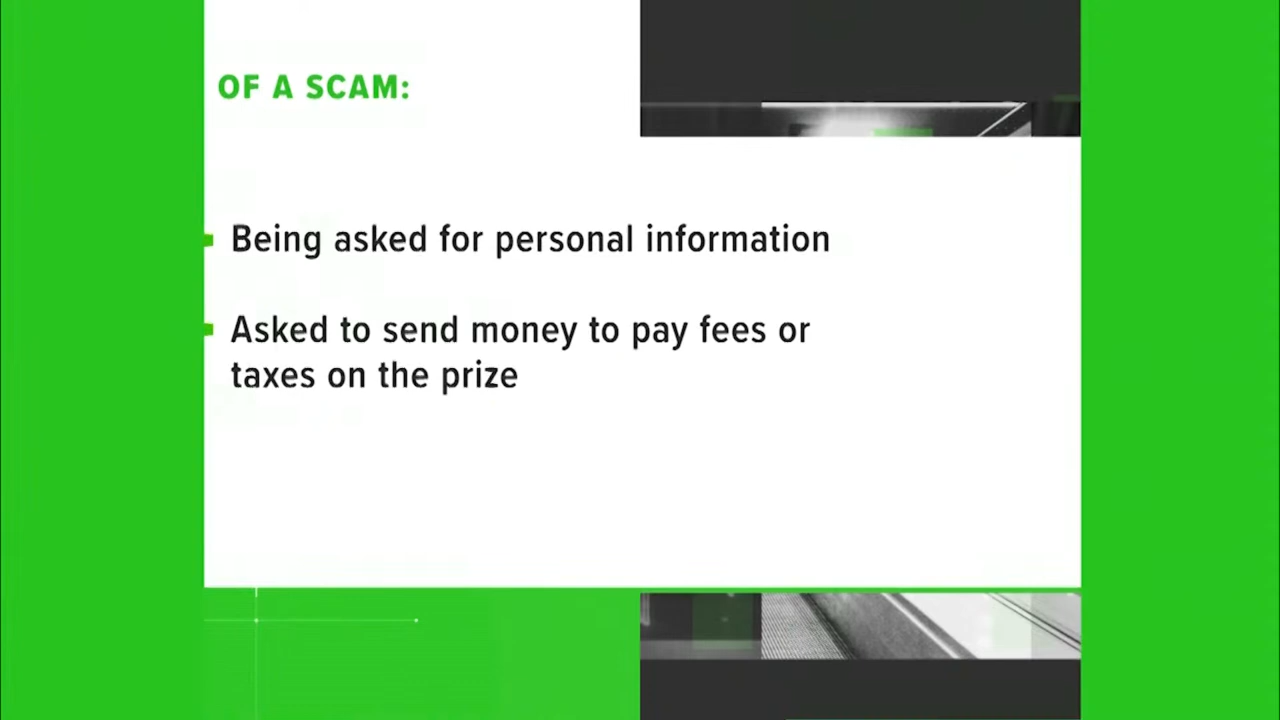 OF A SCAM:
Being asked for personal information
Asked to send money to pay fees or
taxes on the prize